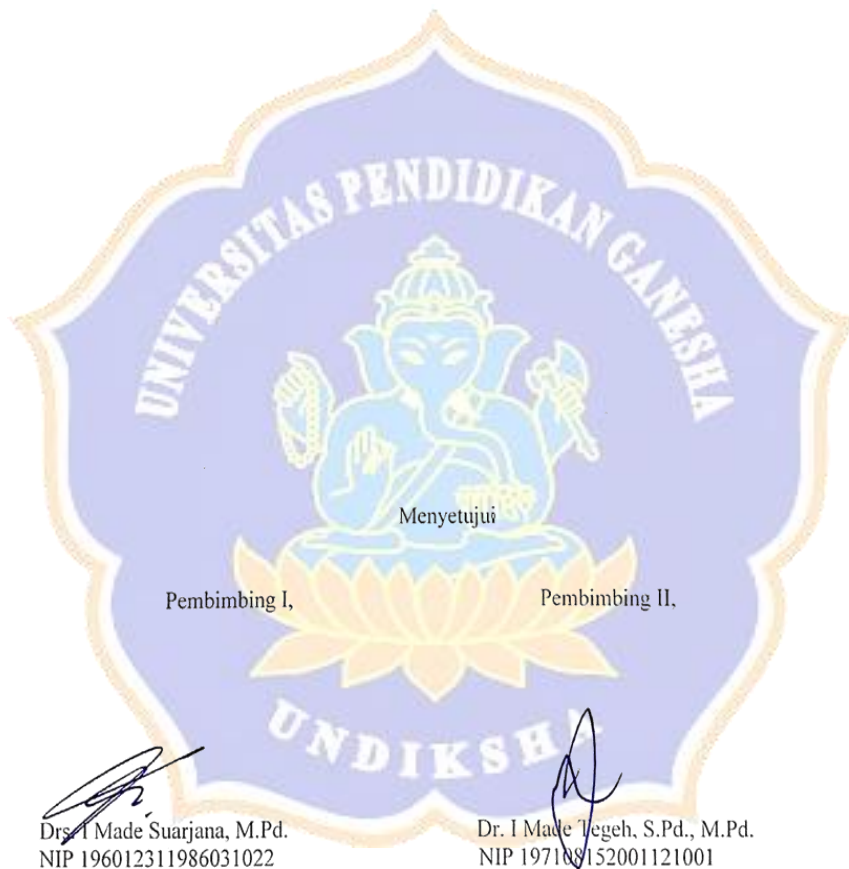 UNIVERSITAS PENDIDIKAN GANESHA
Menyetujui
Pembimbing I,
Pembimbing II,
UNDIKSHA
Drs. I Made Suarjana, M.Pd.
NIP 196012311986031022
Dr. I Made Tegeh, S.Pd., M.Pd.
NIP 197108152001121001